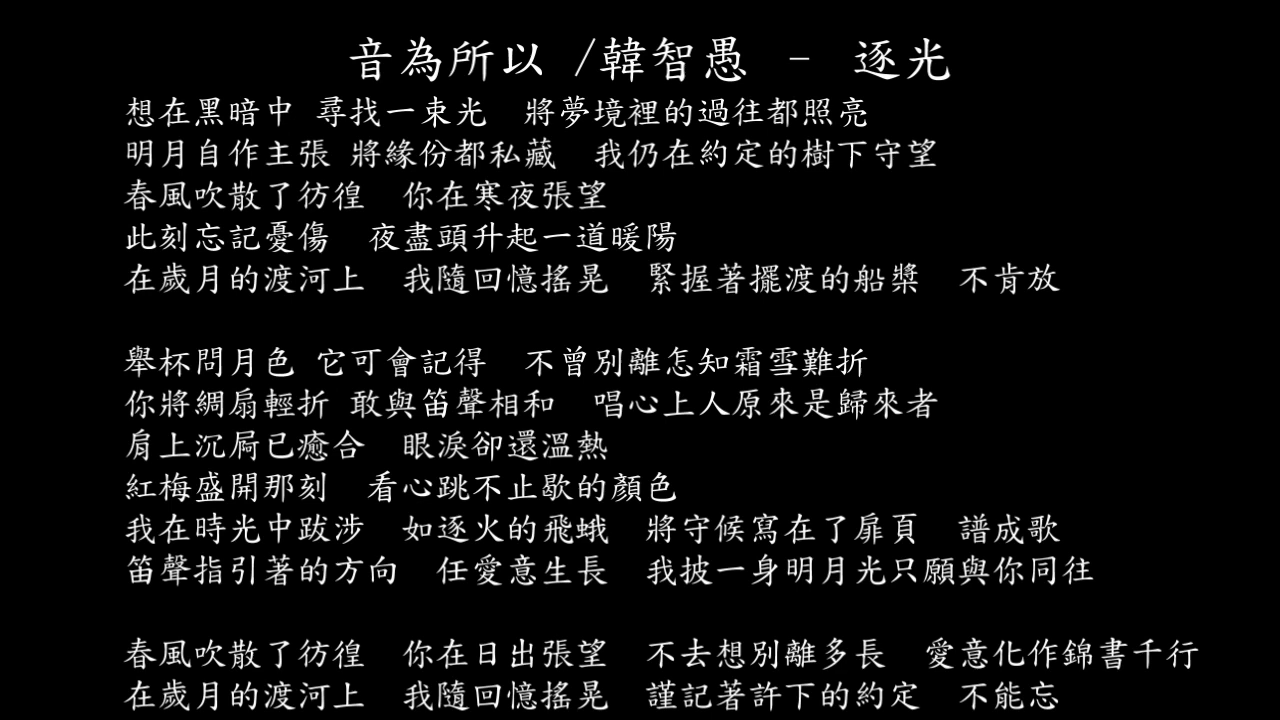 音為所以 /韓智愚 - 逐光
想在黑暗中 尋找一束光 將夢境裡的過往都照亮
明月自作主張 將緣份都私藏 我仍在約定的樹下守望
春風吹散了彷徨 你在寒夜張望
此刻忘記憂傷 夜盡頭升起一道暖陽
在歲月的渡河上 我隨回憶搖晃 緊握著擺渡的船槳 不肯放
舉杯問月色 它可會記得 不曾別離怎知霜雪難折
你將綢扇輕折 敢與笛聲相和 唱心上人原來是歸來者
肩上沉屙已癒合 眼淚卻還溫熱
紅梅盛開那刻 看心跳不止歇的顏色
我在時光中跋涉 如逐火的飛蛾 將守候寫在了扉頁 譜成歌
笛聲指引著的方向 任愛意生長 我披一身明月光只願與你同往
春風吹散了彷徨 你在日出張望 不去想別離多長 愛意化作錦書千行
在歲月的渡河上 我隨回憶搖晃 謹記著許下的約定 不能忘